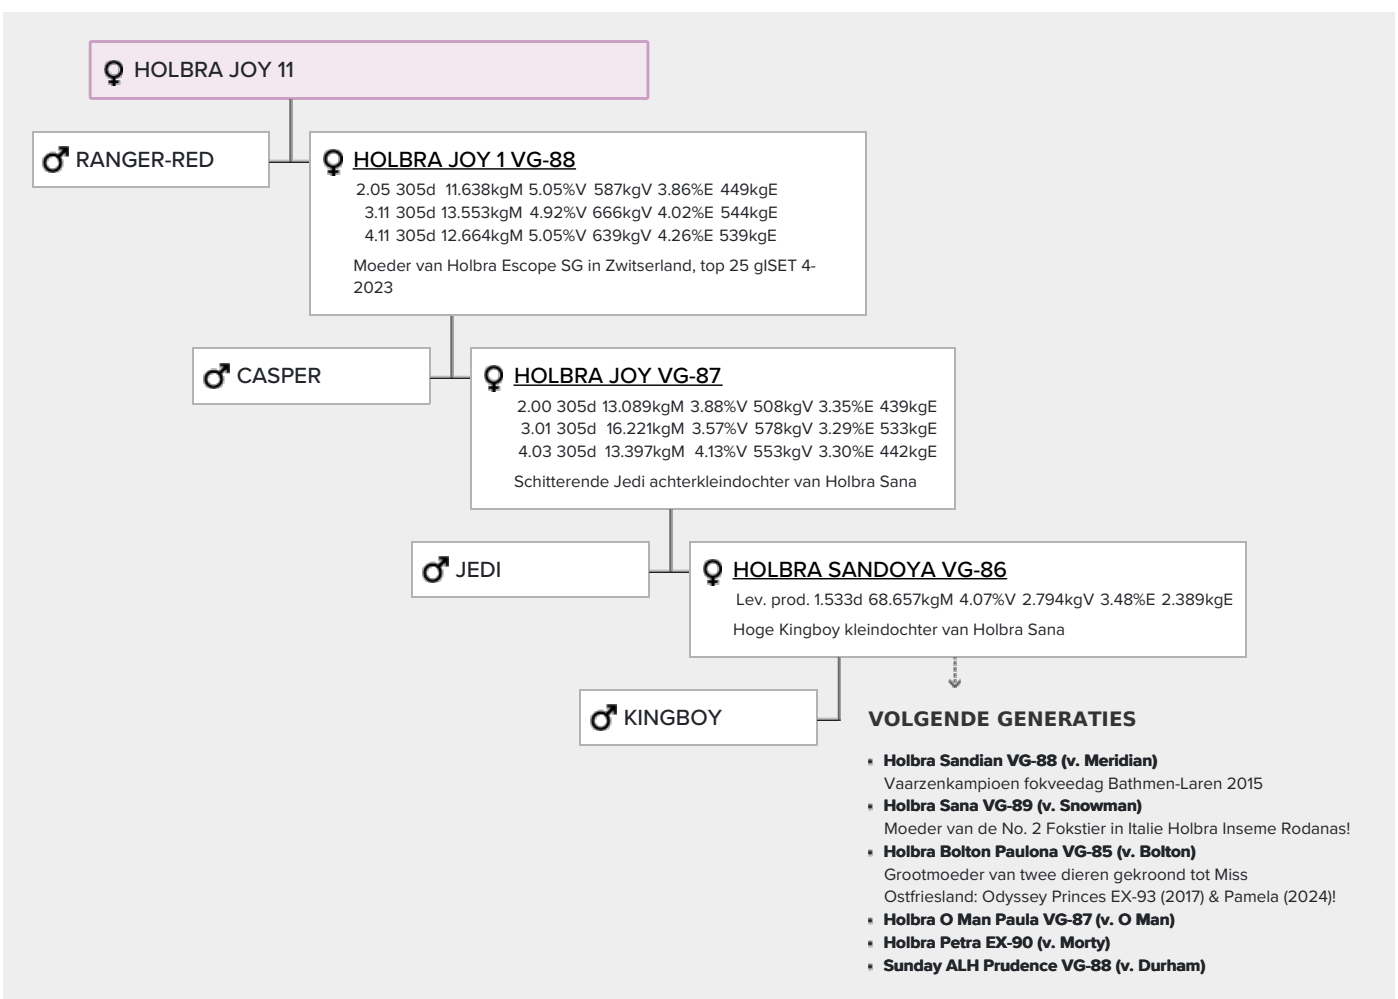 HOLBRA JOY 11
RANGER-RED
HOLBRA JOY 1 VG-88
2.05 305d 11.638kgM 5.05%V 587kgV 3.86%E 449kgE
3.11 305d 13.553kgM 4.92%V 666kgV 4.02%E 544kgE
4.11 305d 12.664kgM 5.05%V 639kgV 4.26%E 539kgE
Moeder van Holbra Escope SG in Zwitserland, top 25 gISET 4-
2023
CASPER
HOLBRA JOY VG-87
2.00 305d 13.089kgM 3.88%V 508kgV 3.35%E 439kgE
3.01 305d 16.221kgM 3.57%V 578kgV 3.29%E 533kgE
4.03 305d 13.397kgM 4.13%V 553kgV 3.30%E 442kgE
Schitterende Jedi achterkleindochter van Holbra Sana
JEDI
HOLBRA SANDOYA VG-86
Lev. prod. 1.533d 68.657kgM 4.07%V 2.794kgV 3.48%E 2.389kgE
Hoge Kingboy kleindochter van Holbra Sana
KINGBOY
VOLGENDE GENERATIES
Holbra Sandian VG-88 (v. Meridian)
Vaarzenkampioen fokveedag Bathmen-Laren 2015
Holbra Sana VG-89 (v. Snowman)
Moeder van de No. 2 Fokstier in Italie Holbra Inseme Rodanas!
Holbra Bolton Paulona VG-85 (v. Bolton)
Grootmoeder van twee dieren gekroond tot Miss
Ostfriesland: Odyssey Princes EX-93 (2017) & Pamela (2024)!
Holbra O Man Paula VG-87 (v. O Man)
Holbra Petra EX-90 (v. Morty)
Sunday ALH Prudence VG-88 (v. Durham)